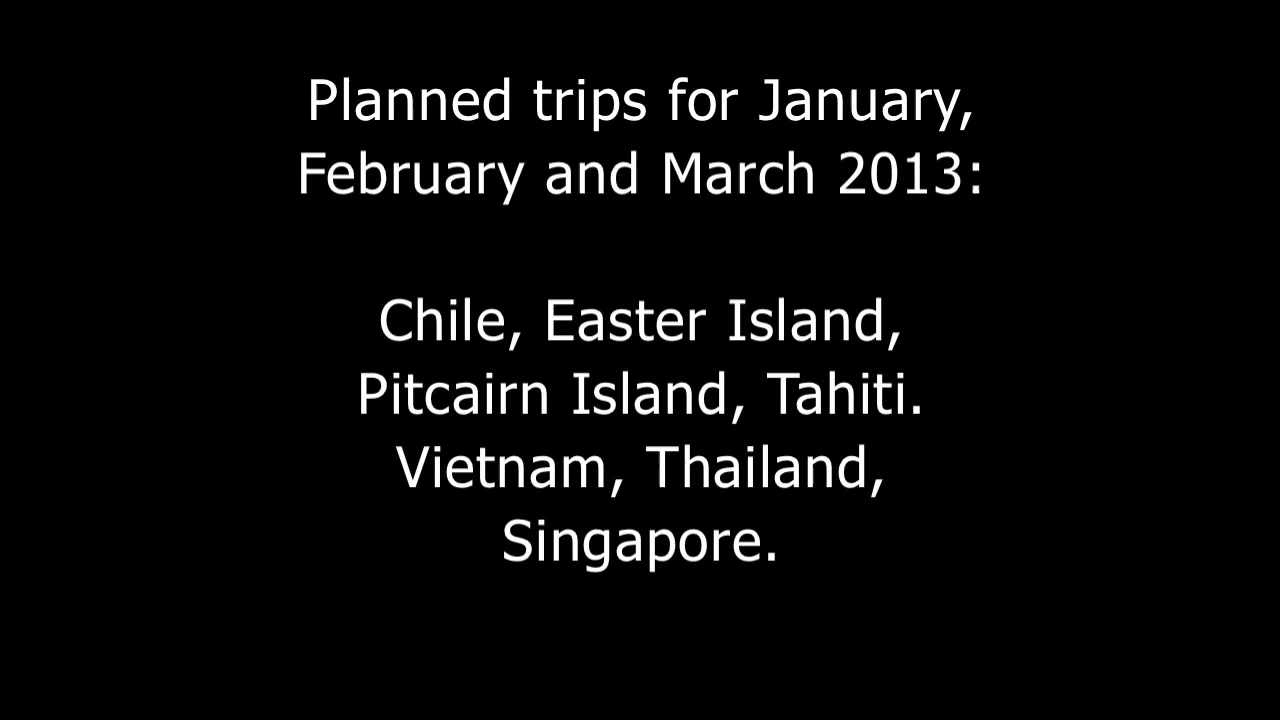 Planned trips for January,
February and March 2013:
Chile, Easter Island,
Pitcairn Island, Tahiti.
Vietnam, Thailand,
Singapore.